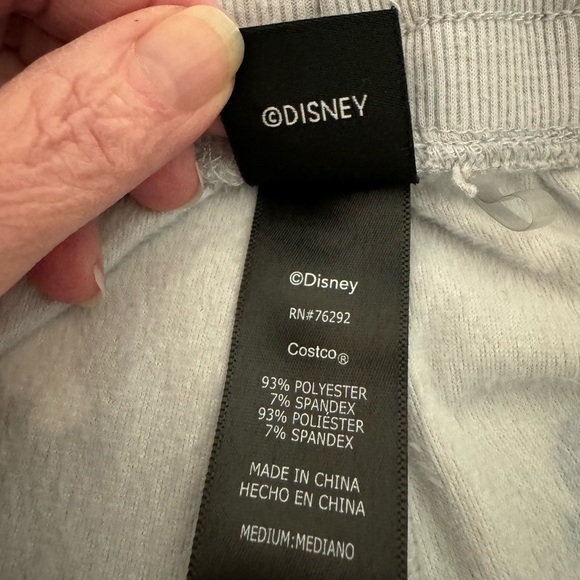 ©DISNEY
©Disney
RN#76292
Costco®
93% POLYESTER
7% SPANDEX
93% POLIÉSTER
7% SPANDEX
MADE IN CHINA
HECHO EN CHINA
MEDIUM:MEDIANO